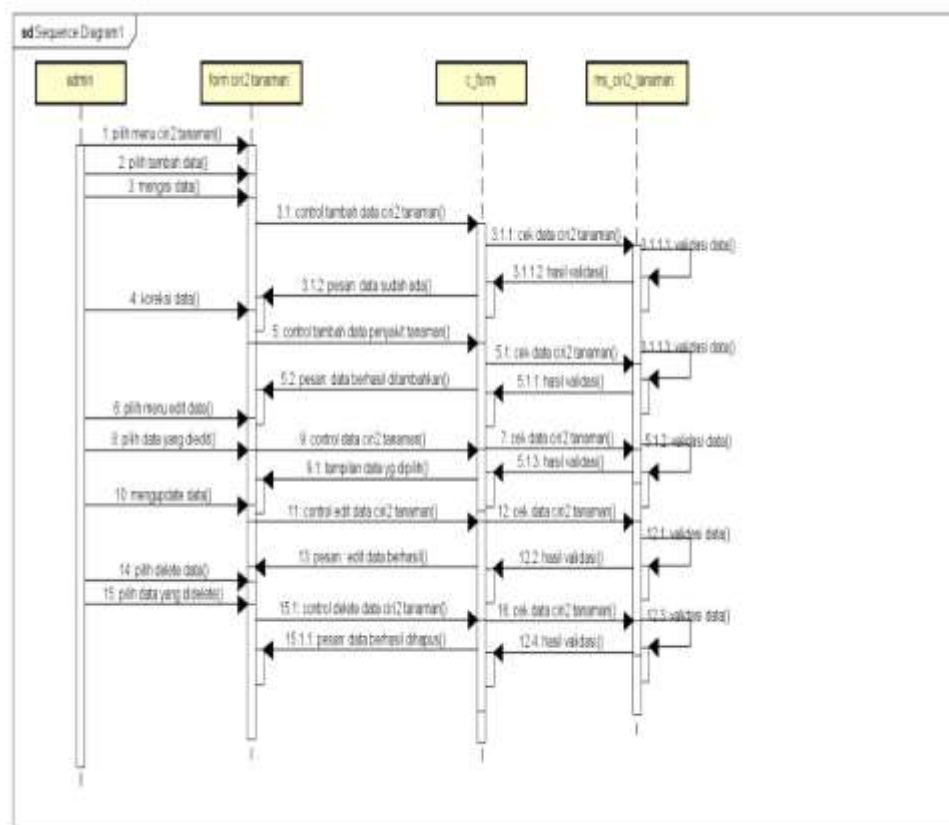 sd Sequence Diagram1
admin
form ciri2 tanaman
c_form
ms_ciri2_tanaman
1: pilih menu ciri2 tanaman()
2: pilih tambah data()
3: mengisi data()
3.1: control tambah data ciri2 tanaman()
3.1.1: cek data ciri2 tanaman()
3.1.1.1: validasi data()
3.1.1.2: hasil validasi()
3.1.2: pesan: data sudah ada()
4: koreksi data()
5: control tambah data penyakit tanaman()
3.1.1.3: validasi data()
5.1: cek data ciri2 tanaman()
5.1.1: hasil validasi()
5.2: pesan: data berhasil ditambahkan()
6: pilih menu edit data()
8: pilih data yang diedit()
9: control data ciri2 tanaman()
7: cek data ciri2 tanaman()
5.1.2: validasi data()
5.1.3: hasil validasi()
9.1: tampilan data yg dipilih()
10: mengupdate data()
11: control edit data ciri2 tanaman()
12: cek data ciri2 tanaman()
12.1: validasi data()
12.2: hasil validasi()
13: pesan : edit data berhasil()
14: pilih delete data()
15: pilih data yang didelete()
15.1: control delete data ciri2 tanaman()
16: cek data ciri2 tanaman()
12.3: validasi data()
12.4: hasil validasi()
15.1.1: pesan: data berhasil dihapus()